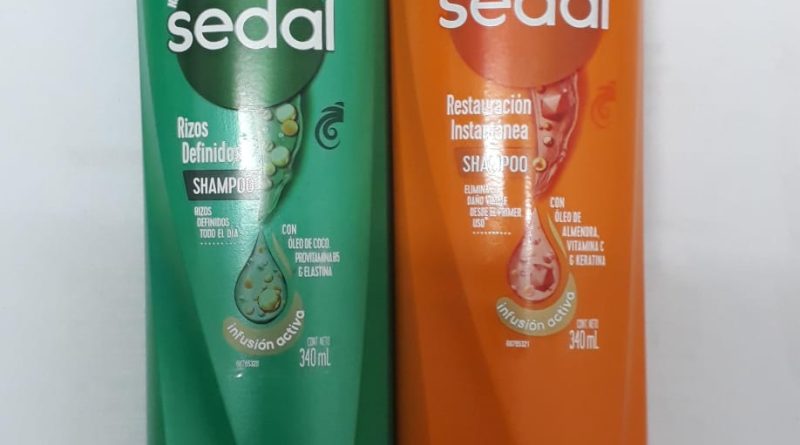 sedal
Rizos
Definidos
SHAMPOO
RIZOS
DEFINIDOS
TODO EL DÍA
CON
ÓLEO DE COCO,
PROVITAMINA B5
& ELASTINA
infusión activa
CONT. NETO
340 mL
sedal
Restauración
Instantánea
SHAMPOO
ELIMINA EL
DAÑO VISIBLE
DESDE EL PRIMER
USO
CON
ÓLEO DE
ALMENDRA,
VITAMINA C
& KERATINA
infusión activa
CONT. NETO
340 mL